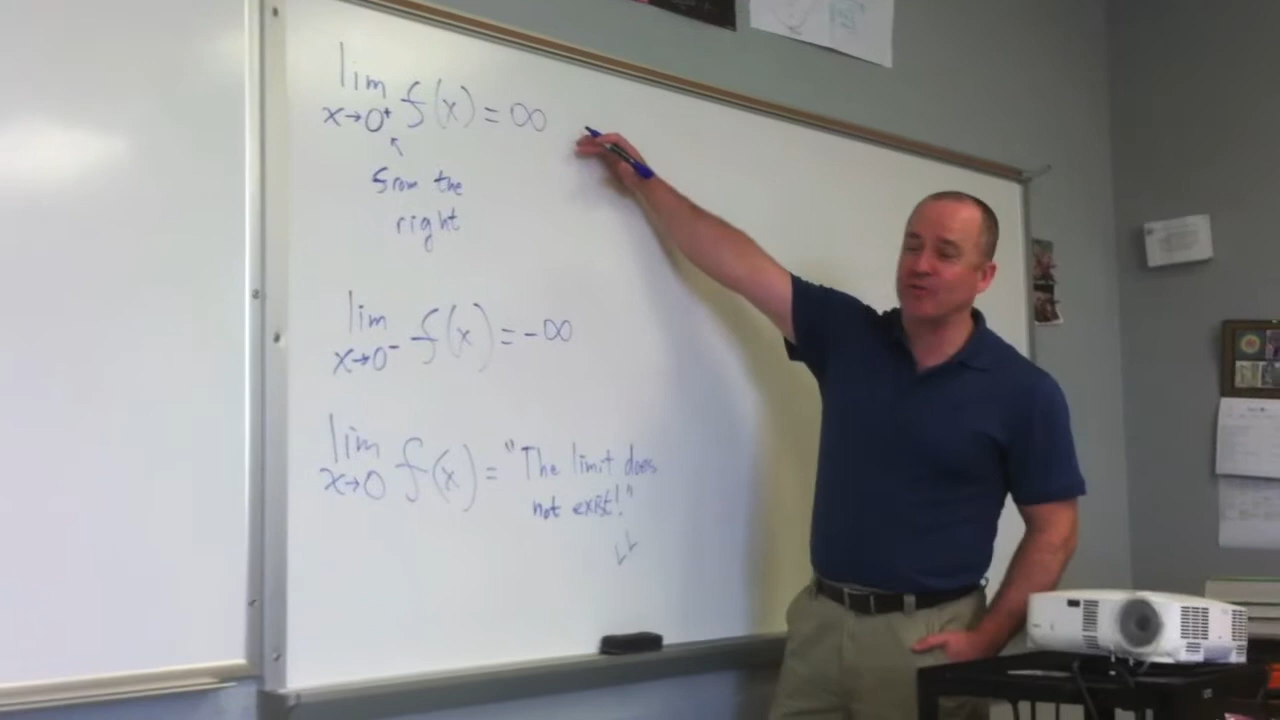 lim
x→0⁺ f(x) = ∞
from the
right
lim
x→0⁻ f(x) = -∞
lim
x→0 f(x) = "The limit does
not exist!"